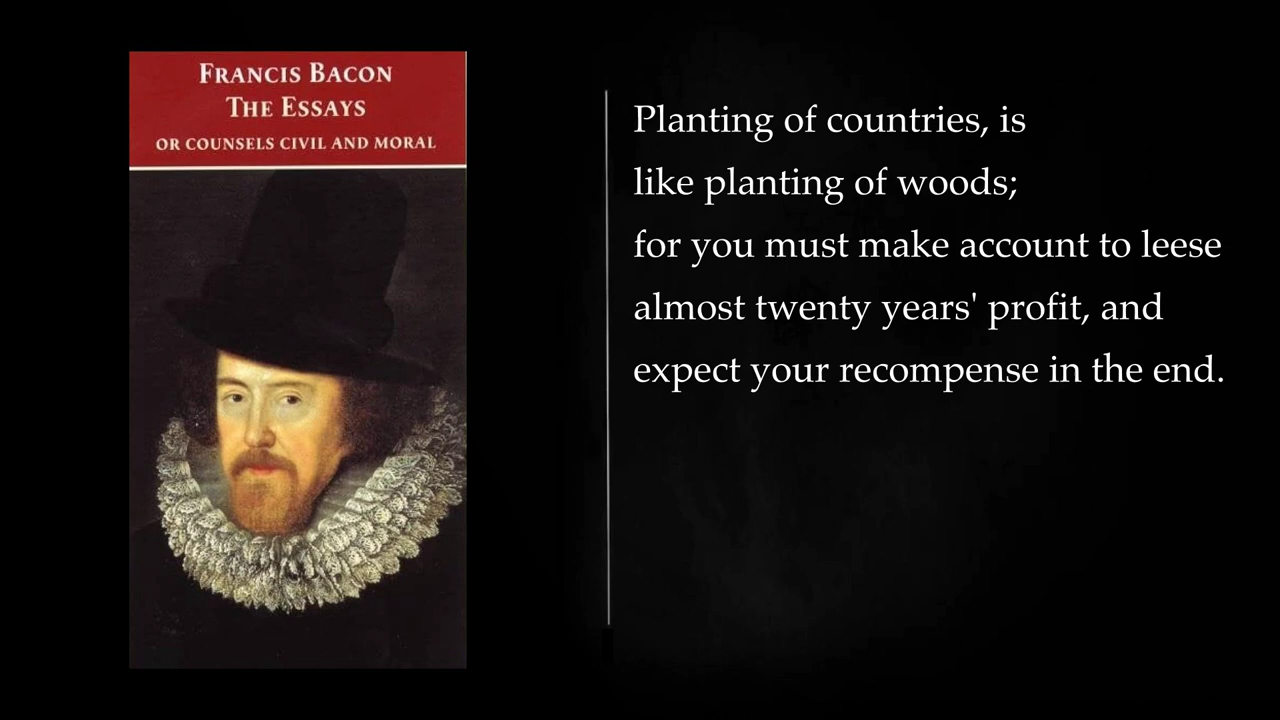 FRANCIS BACON
THE ESSAYS
OR COUNSELS CIVIL AND MORAL
Planting of countries, is
like planting of woods;
for you must make account to leese
almost twenty years' profit, and
expect your recompense in the end.